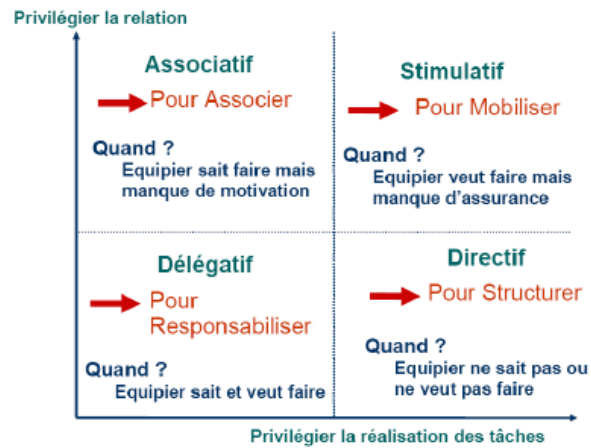 Privilégier la relation
Associatif
Pour Associer
Quand ?
Equipier sait faire mais
manque de motivation
Stimulatif
Pour Mobiliser
Quand ?
Equipier veut faire mais
manque d'assurance
Délégatif
Pour
Responsabiliser
Quand ?
Equipier sait et veut faire
Directif
Pour Structurer
Quand ?
Equipier ne sait pas ou
ne veut pas faire
Privilégier la réalisation des tâches